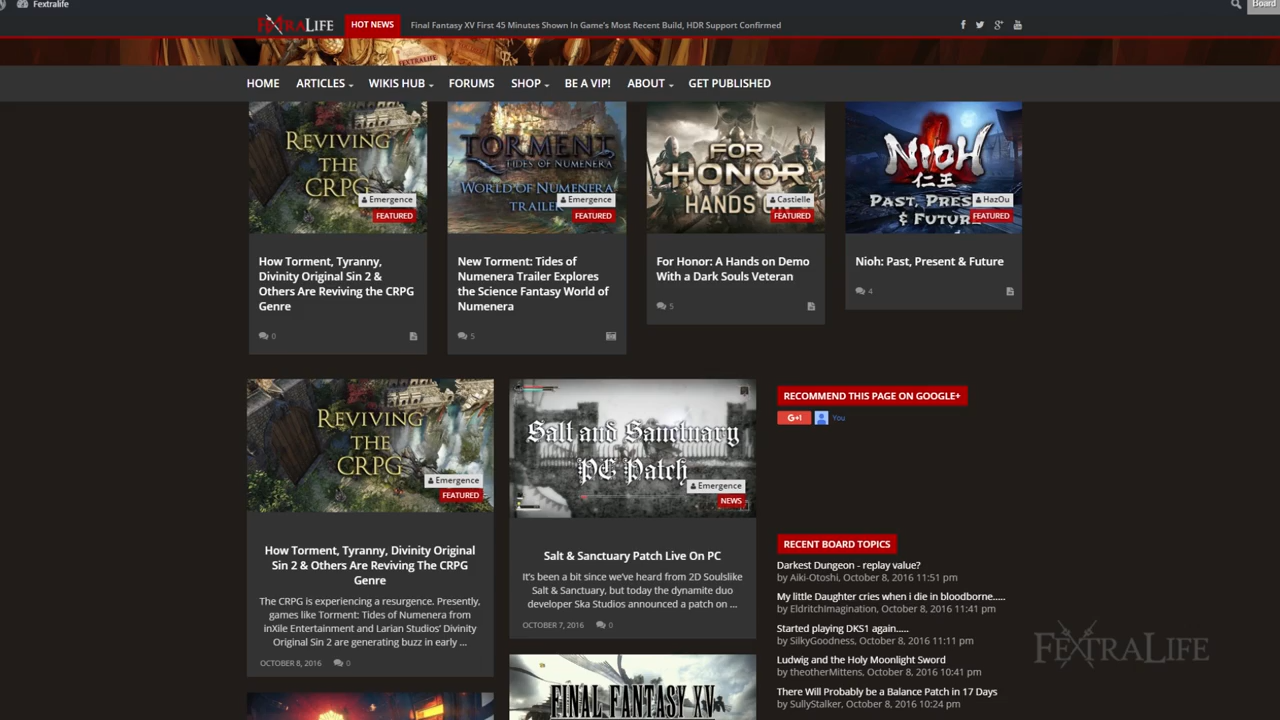 Fextralife
Board
FEXTRALIFE
HOT NEWS
Final Fantasy XV First 45 Minutes Shown In Game's Most Recent Build, HDR Support Confirmed
FEXTRALIFE
HOME
ARTICLES
WIKIS HUB
FORUMS
SHOP
BE A VIP!
ABOUT
GET PUBLISHED
REVIVING
THE
CRPG
Emergence
FEATURED
How Torment, Tyranny,
Divinity Original Sin 2 &
Others Are Reviving the CRPG
Genre
0
TORMENT
TIDES OF NUMENERA
WORLD OF NUMENERA
TRAILER
Emergence
FEATURED
New Torment: Tides of
Numenera Trailer Explores
the Science Fantasy World of
Numenera
5
FOR
HONOR
HANDS
Castielle
FEATURED
For Honor: A Hands on Demo
With a Dark Souls Veteran
5
NIOH
仁王
PAST, PRES
& FUTUR
HazOu
FEATURED
Nioh: Past, Present & Future
4
REVIVING
THE
CRPG
Emergence
FEATURED
How Torment, Tyranny, Divinity Original
Sin 2 & Others Are Reviving The CRPG
Genre
The CRPG is experiencing a resurgence. Presently,
games like Torment: Tides of Numenera from
inXile Entertainment and Larian Studios' Divinity
Original Sin 2 are generating buzz in early ...
OCTOBER 8, 2016
0
Salt and Sanctuary
PC Patch
Emergence
NEWS
Salt & Sanctuary Patch Live On PC
It's been a bit since we've heard from 2D Soulslike
Salt & Sanctuary, but today the dynamite duo
developer Ska Studios announced a patch on ...
OCTOBER 7, 2016
0
FINAL FANTASY XV
RECOMMEND THIS PAGE ON GOOGLE+
G+1
You
RECENT BOARD TOPICS
Darkest Dungeon - replay value?
by Aiki-Otoshi, October 8, 2016 11:51 pm
My little Daughter cries when i die in bloodborne.....
by EldritchImagination, October 8, 2016 11:41 pm
Started playing DKS1 again.....
by SilkyGoodness, October 8, 2016 11:11 pm
Ludwig and the Holy Moonlight Sword
by theotherMittens, October 8, 2016 10:41 pm
There Will Probably be a Balance Patch in 17 Days
by SullyStalker, October 8, 2016 10:24 pm
FEXTRALIFE